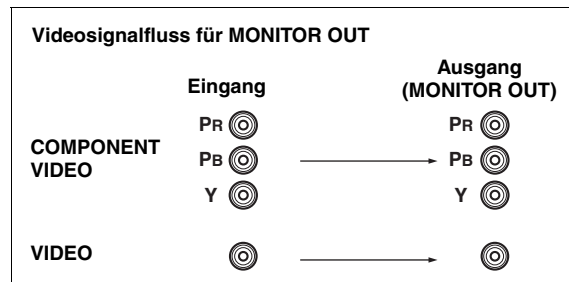 Videosignalfluss für MONITOR OUT
Eingang
Ausgang
(MONITOR OUT)
COMPONENT
VIDEO
PR
PR
PB
PB
Y
Y
VIDEO